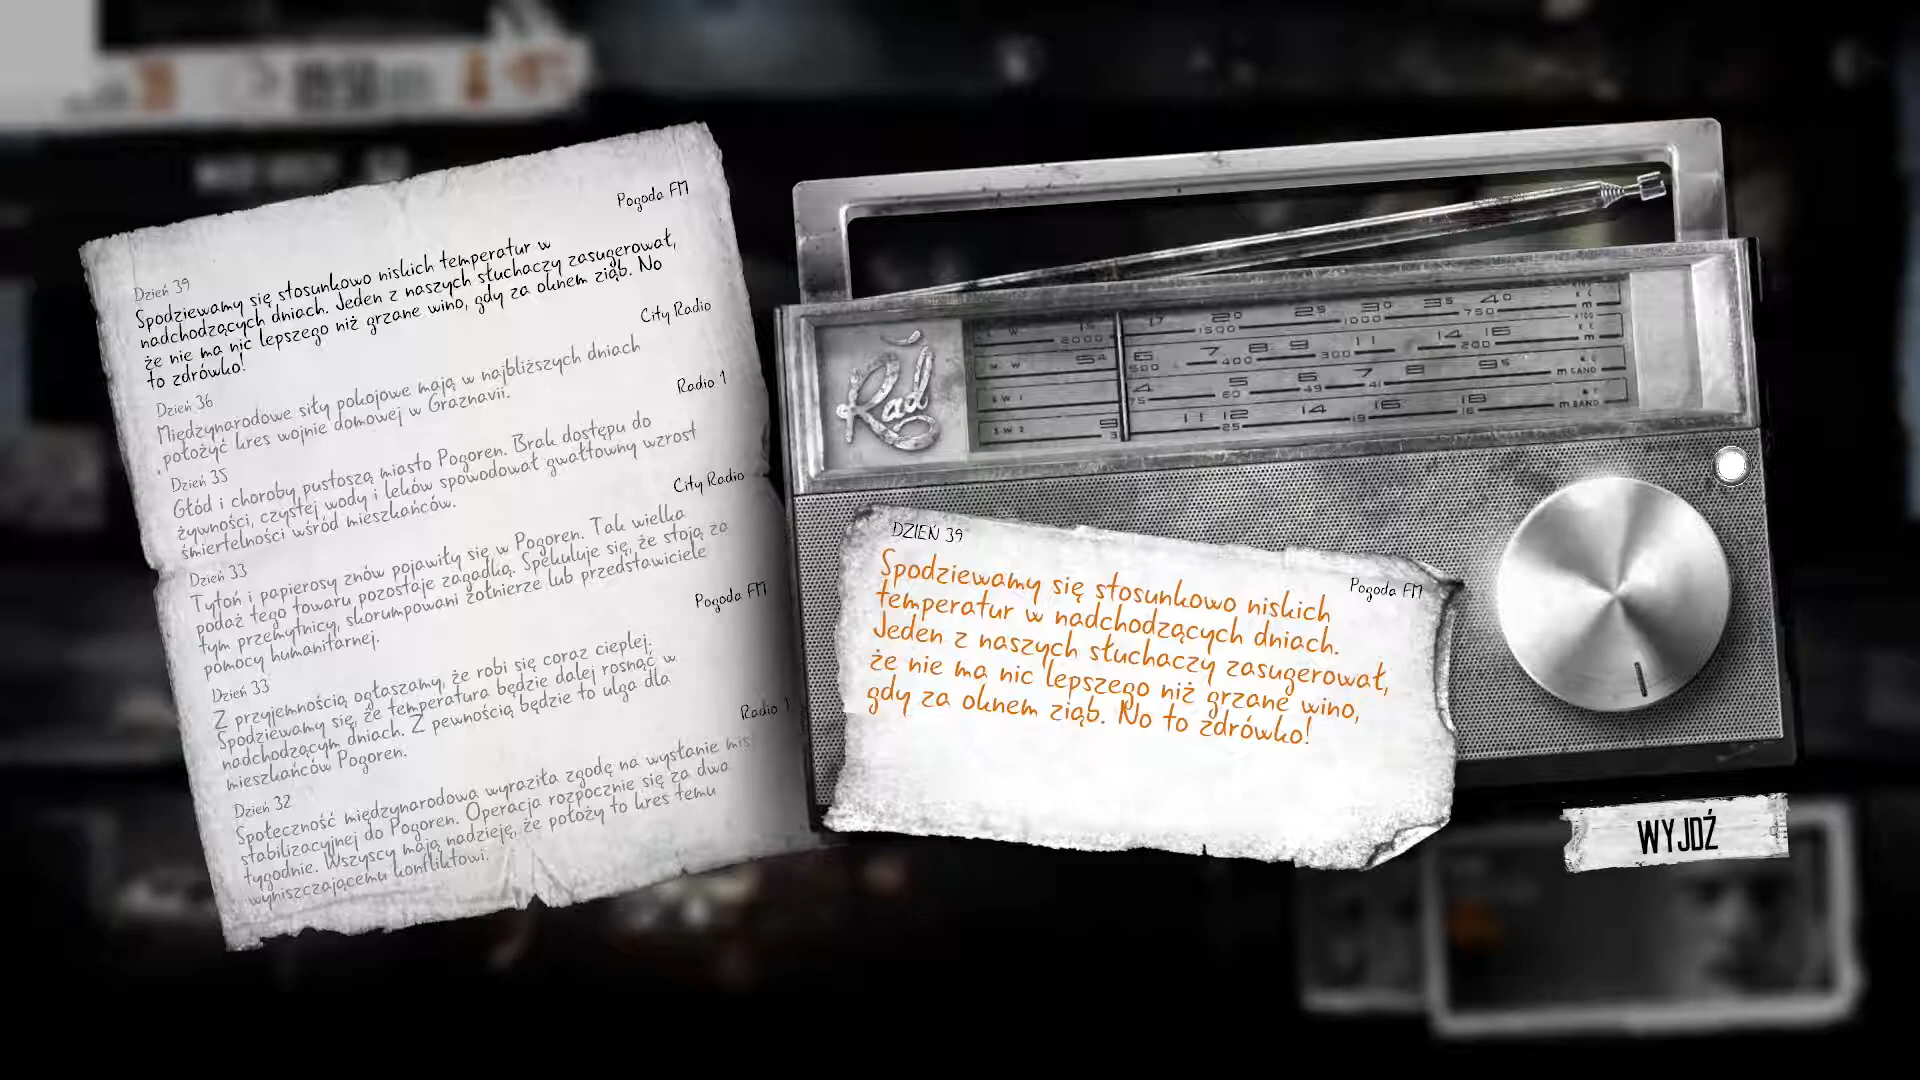 Pogoda FM
Dzień 39
Spodziewamy się stosunkowo niskich temperatur w
nadchodzących dniach. Jeden z naszych słuchaczy zasugerował,
że nie ma nic lepszego niż grzane wino, gdy za oknem ziąb. No
to zdrówko!
City Radio
Dzień 36
Międzynarodowe siły pokojowe mają w najbliższych dniach
położyć kres wojnie domowej w Graznavii.
Radio 1
Dzień 35
Głód i choroby pustoszą miasto Pogoren. Brak dostępu do
żywności, czystej wody i leków spowodował gwałtowny wzrost
śmiertelności wśród mieszkańców.
City Radio
Dzień 33
Tytoń i papierosy znów pojawiły się w Pogoren. Tak wielka
podaż tego towaru pozostaje zagadką. Spekuluje się, że stoją za
tym przemytnicy, skorumpowani żołnierze lub przedstawiciele
pomocy humanitarnej.
Pogoda FM
Dzień 33
Z przyjemnością ogłaszamy, że robi się coraz cieplej.
Spodziewamy się, że temperatura będzie dalej rosnąć w
nadchodzącym dniach. Z pewnością będzie to ulga dla
mieszkańców Pogoren.
Radio 1
Dzień 32
Społeczność międzynarodowa wyraziła zgodę na wysłanie mis
stabilizacyjnej do Pogoren. Operacja rozpocznie się za dwa
tygodnie. Wszyscy mają nadzieję, że położy to kres temu
wyniszczającemu konfliktowi.
Rad
DZIEŃ 39
Pogoda FM
Spodziewamy się stosunkowo niskich
temperatur w nadchodzących dniach.
Jeden z naszych słuchaczy zasugerował,
że nie ma nic lepszego niż grzane wino,
gdy za oknem ziąb. No to zdrówko!
WYJDŹ